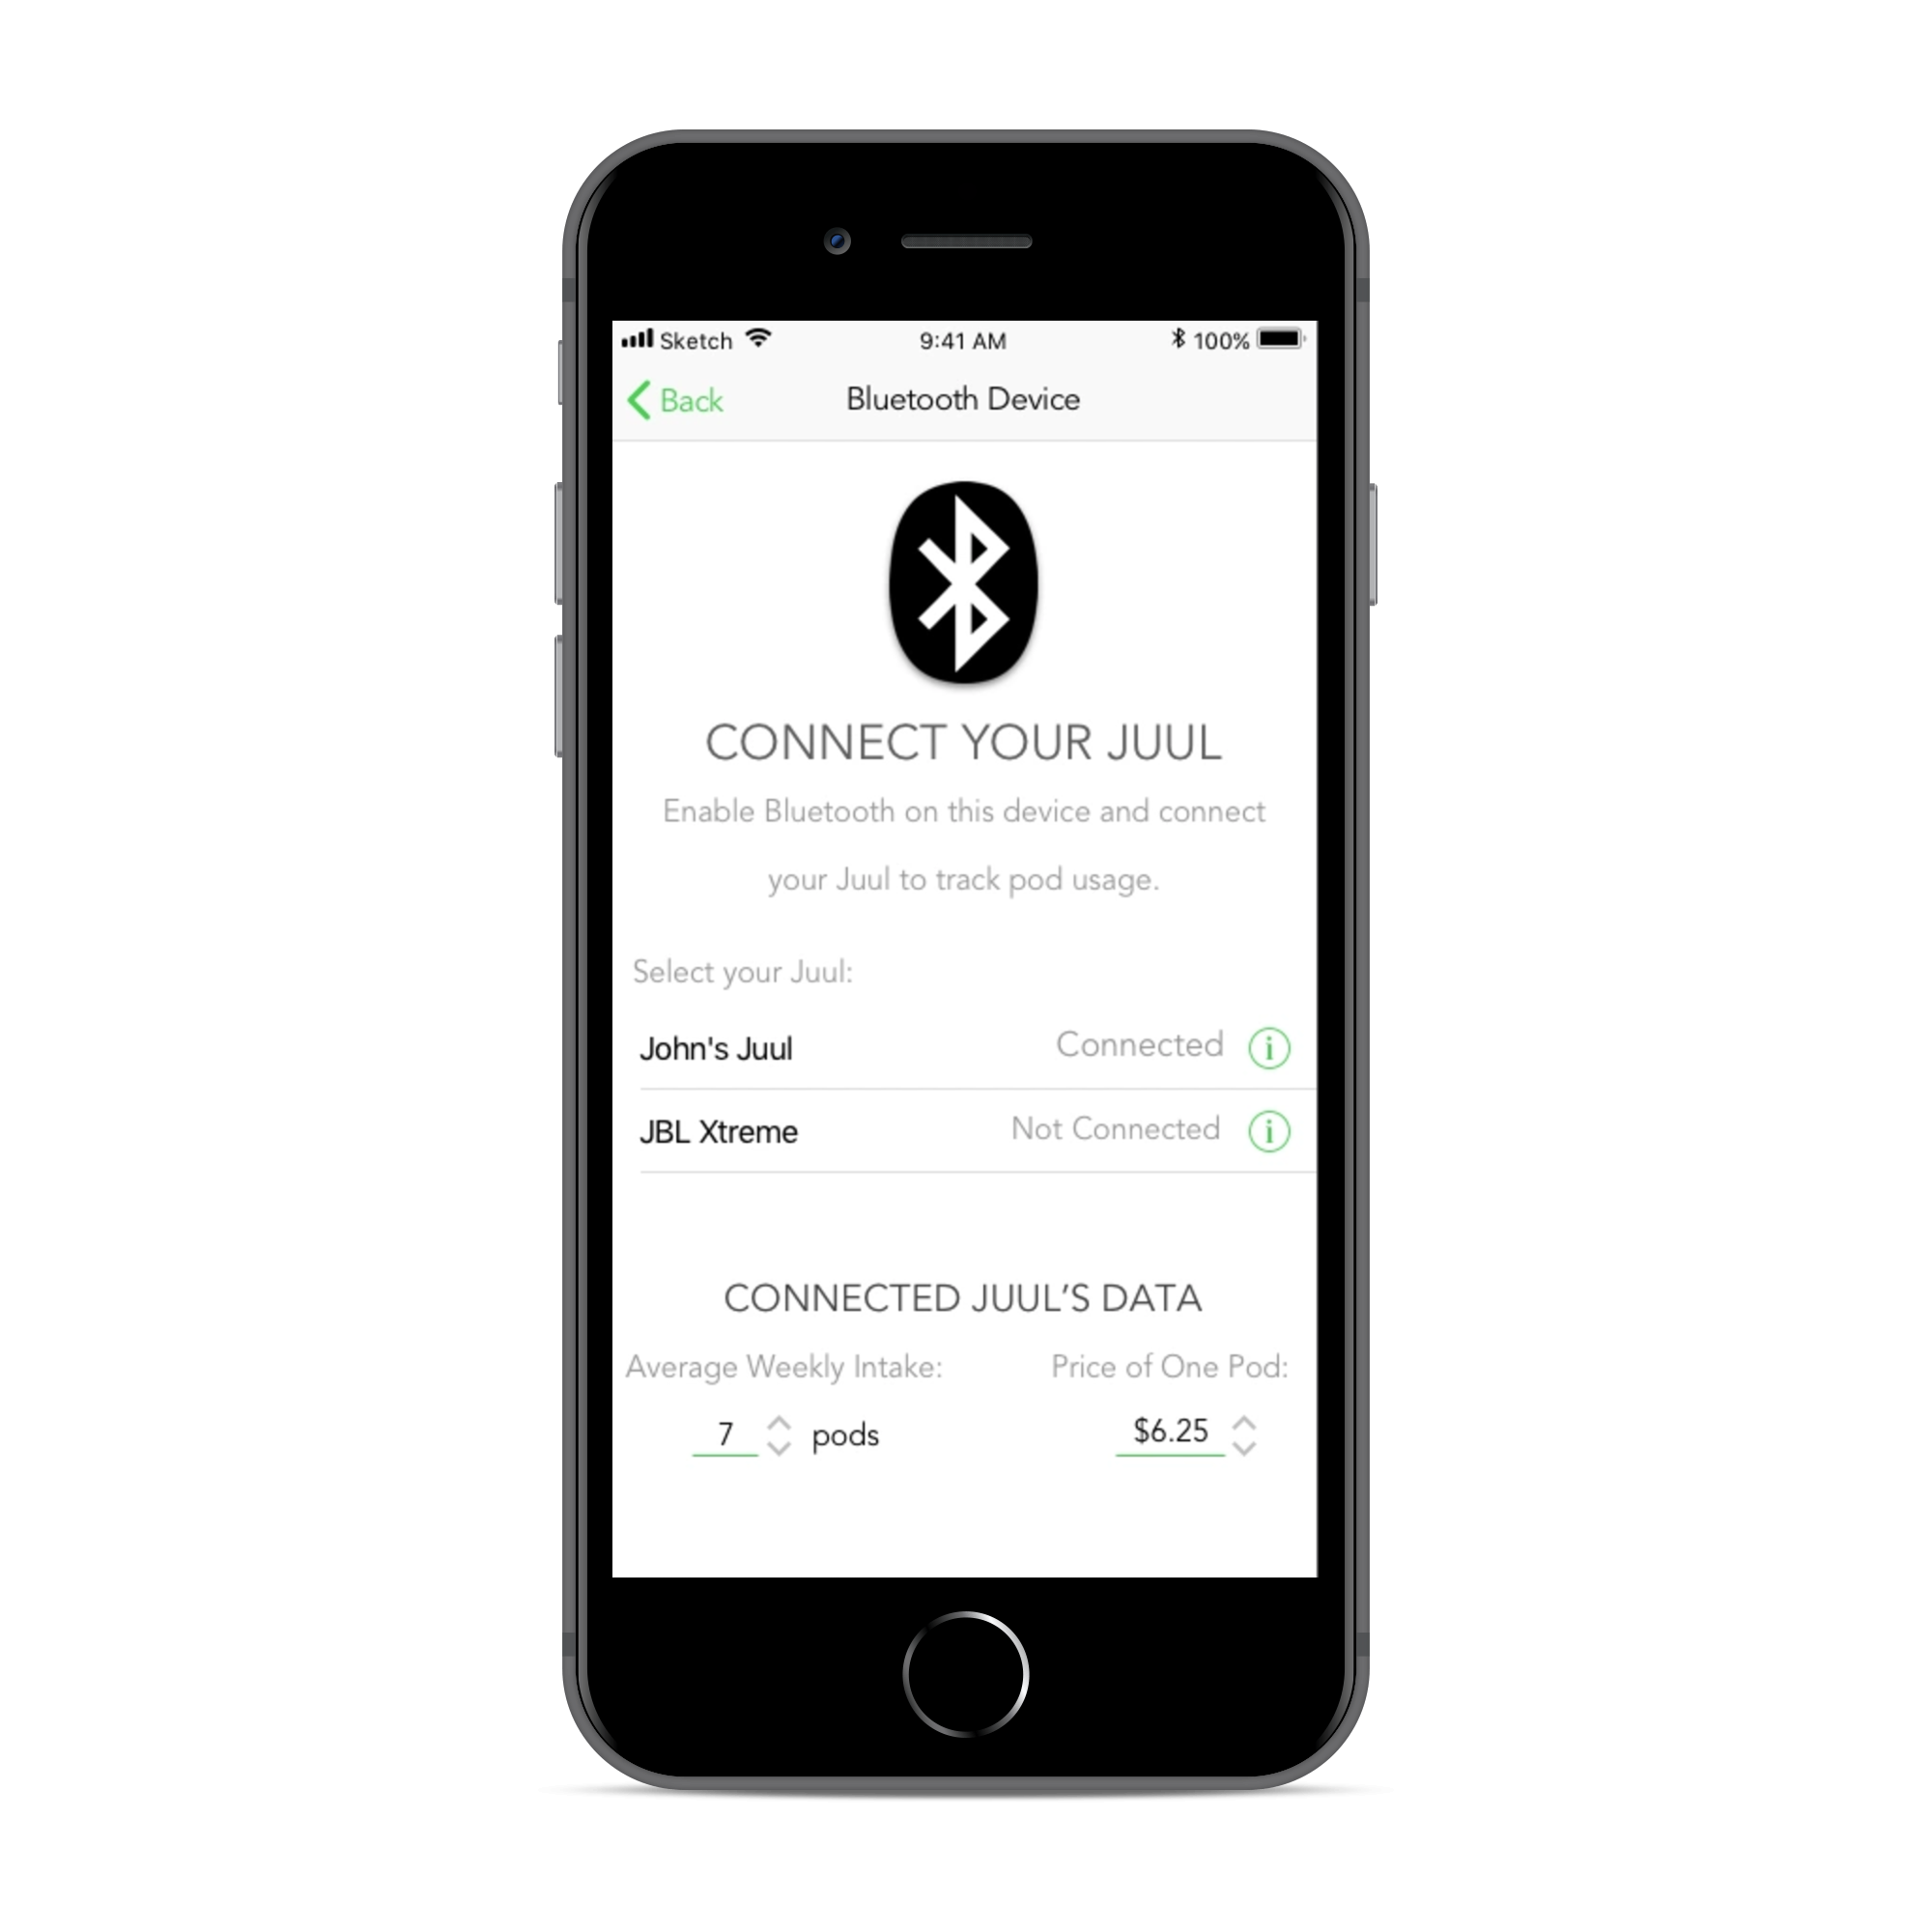 Sketch 9:41 AM 100%
Back Bluetooth Device
CONNECT YOUR JUUL
Enable Bluetooth on this device and connect
your Juul to track pod usage.
Select your Juul:
John's Juul Connected i
JBL Xtreme Not Connected i
CONNECTED JUUL’S DATA
Average Weekly Intake: Price of One Pod:
7 pods $6.25